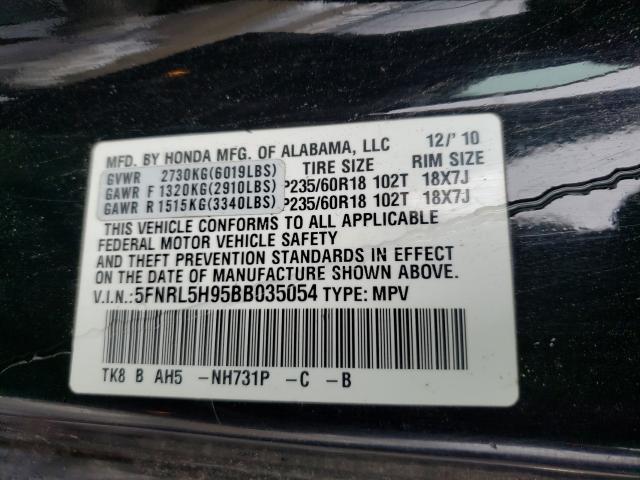 MFD. BY HONDA MFG. OF ALABAMA, LLC 12/'10
GVWR 2730KG(6019LBS) TIRE SIZE RIM SIZE
GAWR F 1320KG(2910LBS) P235/60R18 102T 18X7J
GAWR R 1515KG(3340LBS) P235/60R18 102T 18X7J
THIS VEHICLE CONFORMS TO ALL APPLICABLE
FEDERAL MOTOR VEHICLE SAFETY
AND THEFT PREVENTION STANDARDS IN EFFECT
ON THE DATE OF MANUFACTURE SHOWN ABOVE.
V.I.N.:5FNRL5H95BB035054 TYPE: MPV
TK8 B AH5 -NH731P -C -B